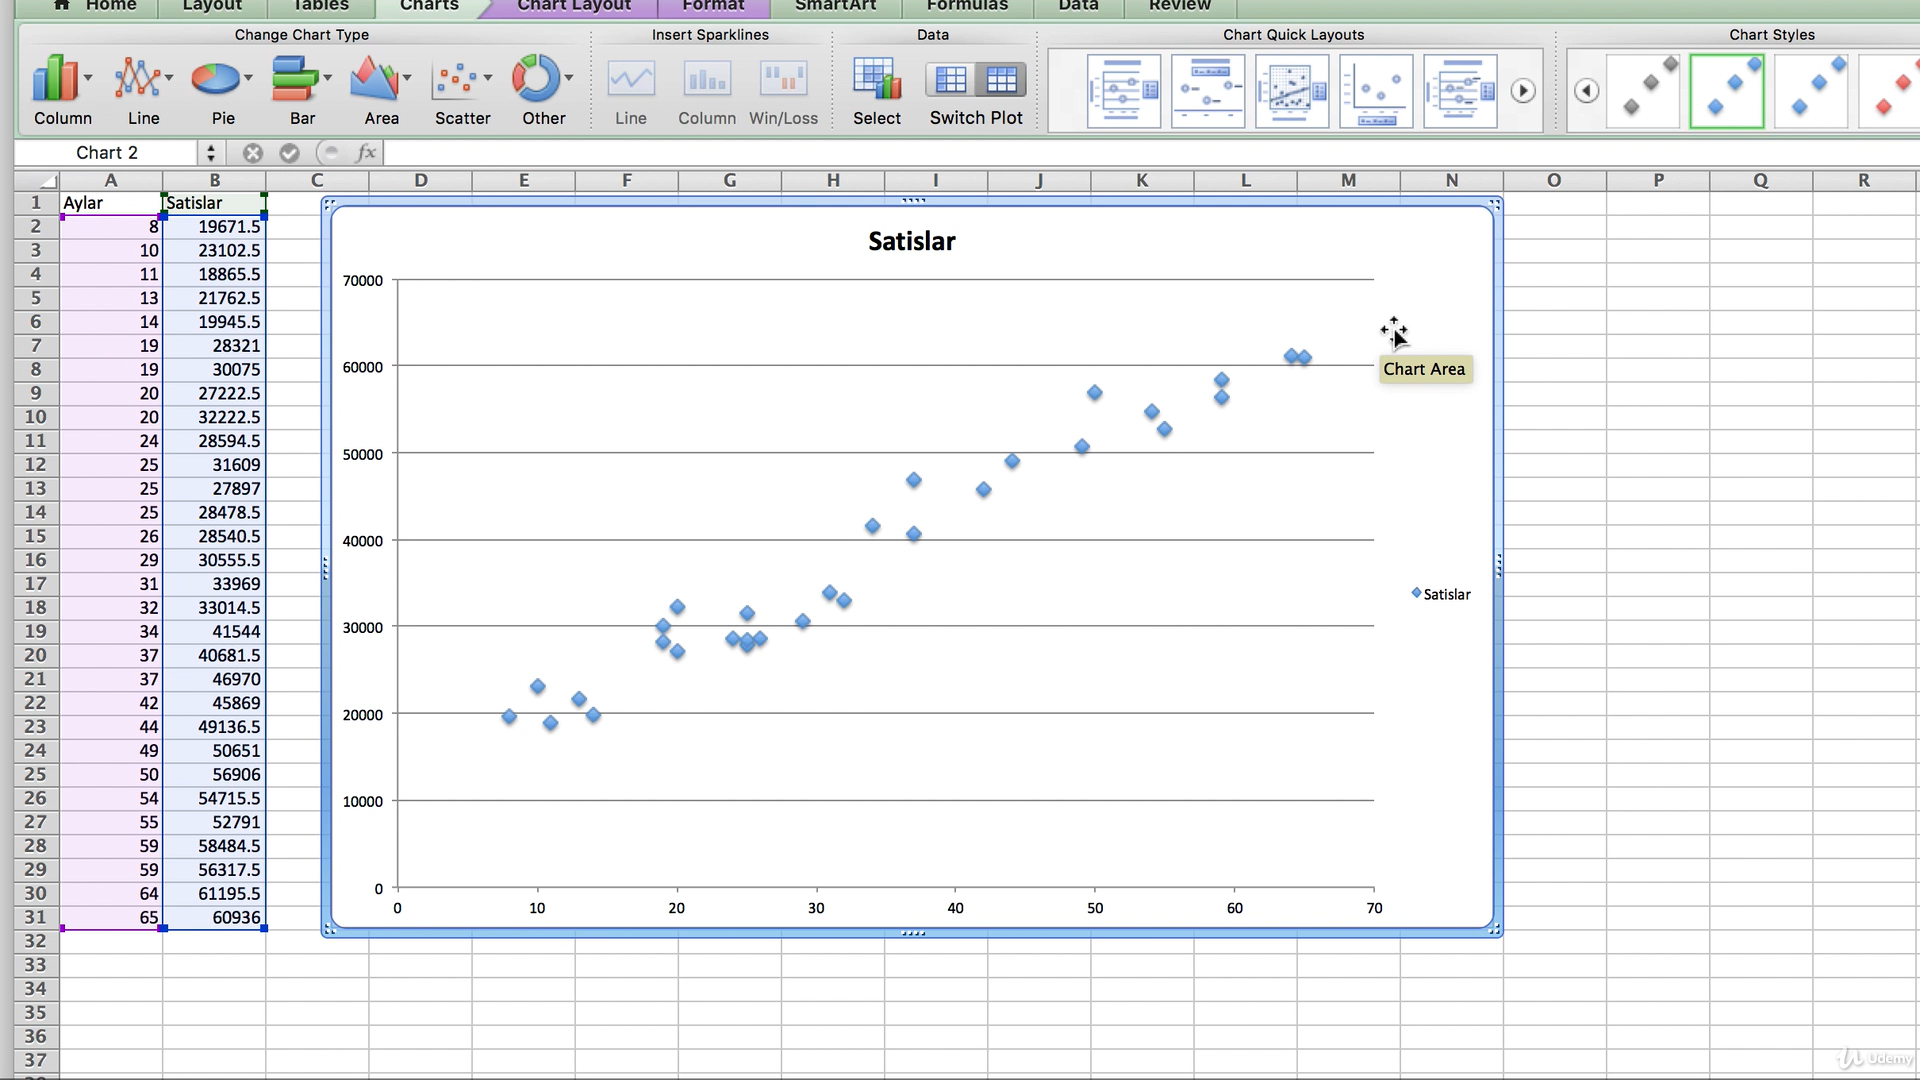 Home Layout Tables Charts Chart Layout Format SmartArt Formulas Data Review
Change Chart Type Insert Sparklines Data Chart Quick Layouts Chart Styles
Column Line Pie Bar Area Scatter Other Line Column Win/Loss Select Switch Plot
Chart 2 fx
A B C D E F G H I J K L M N O P Q R
1 Aylar Satislar
2 8 19671.5
3 10 23102.5
4 11 18865.5
5 13 21762.5
6 14 19945.5
7 19 28321
8 19 30075
9 20 27222.5
10 20 32222.5
11 24 28594.5
12 25 31609
13 25 27897
14 25 28478.5
15 26 28540.5
16 29 30555.5
17 31 33969
18 32 33014.5
19 34 41544
20 37 40681.5
21 37 46970
22 42 45869
23 44 49136.5
24 49 50651
25 50 56906
26 54 54715.5
27 55 52791
28 59 58484.5
29 59 56317.5
30 64 61195.5
31 65 60936
32
33
34
35
36
37
Satislar
70000
60000
50000
40000
30000
20000
10000
0
0 10 20 30 40 50 60 70
Chart Area
Satislar
Udemy